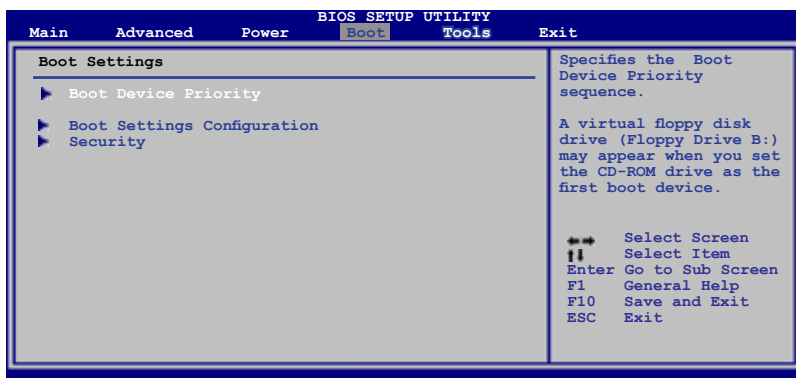 BIOS SETUP UTILITY
Main Advanced Power Boot Tools Exit
Boot Settings
Boot Device Priority
Boot Settings Configuration
Security
Specifies the Boot
Device Priority
sequence.
A virtual floppy disk
drive (Floppy Drive B:)
may appear when you set
the CD-ROM drive as the
first boot device.
Select Screen
Select Item
Enter Go to Sub Screen
F1 General Help
F10 Save and Exit
ESC Exit